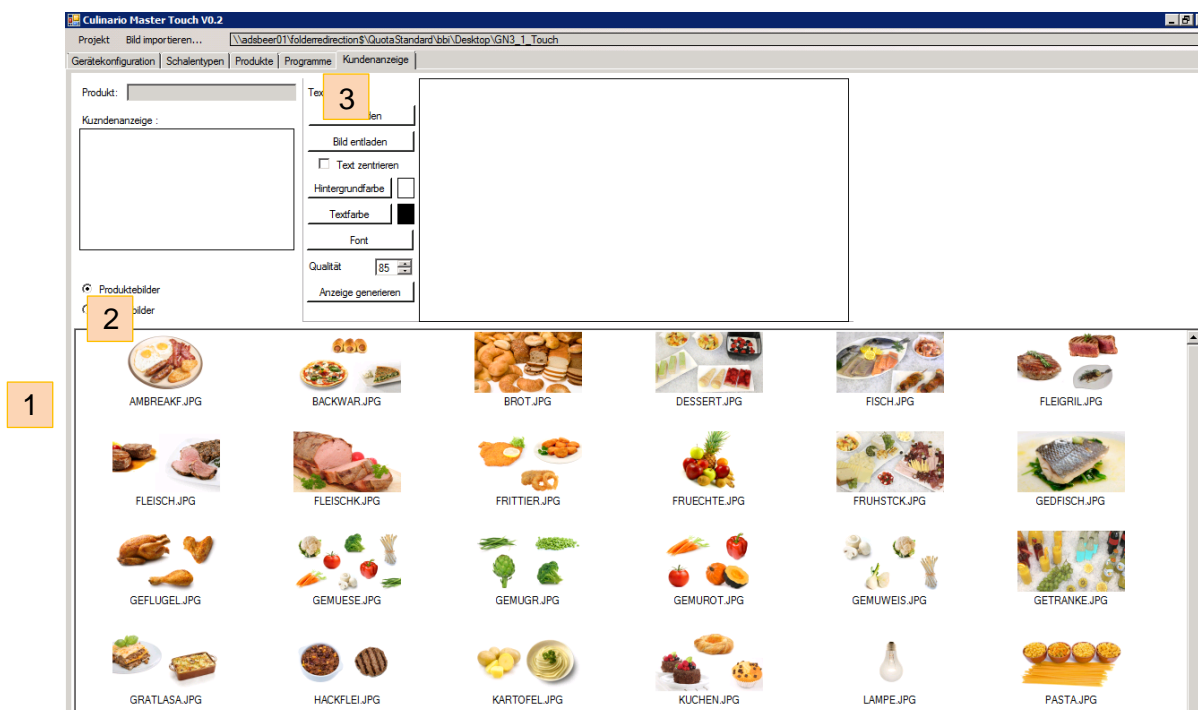 Culinario Master Touch V0.2
Projekt Bild importieren... \\adsbeer01\folderredirection$\QuotaStandard\bbi\Desktop\GN3_1_Touch
Gerätekonfiguration Schalentypen Produkte Programme Kundenanzeige
Produkt:
Kuzndenanzeige :
Produktebilder
bilder
2
Tex
3
den
Bild entladen
Text zentrieren
Hintergrundfarbe
Textfarbe
Font
Qualität 85
Anzeige generieren
1
AMBREAKF.JPG BACKWAR.JPG BROT.JPG DESSERT.JPG FISCH.JPG FLEIGRIL.JPG
FLEISCH.JPG FLEISCHK.JPG FRITTIER.JPG FRUECHTE.JPG FRUHSTCK.JPG GEDFISCH.JPG
GEFLUGEL.JPG GEMUESE.JPG GEMUGR.JPG GEMUROT.JPG GEMUWEIS.JPG GETRANKE.JPG
GRATLASA.JPG HACKFLEI.JPG KARTOFEL.JPG KUCHEN.JPG LAMPE.JPG PASTA.JPG